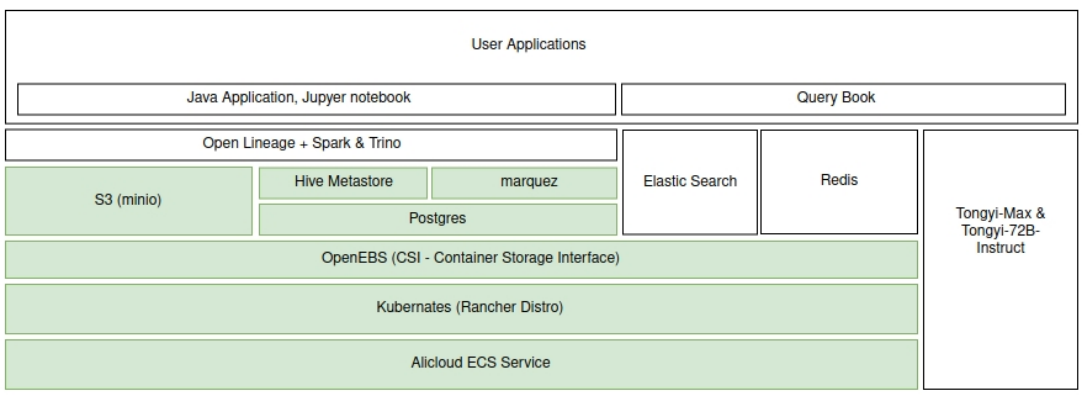 User Applications
Java Application, Jupyer notebook
Query Book
Open Lineage + Spark & Trino
S3 (minio)
Hive Metastore
marquez
Postgres
Elastic Search
Redis
Tongyi-Max &
Tongyi-72B-
Instruct
OpenEBS (CSI - Container Storage Interface)
Kubernates (Rancher Distro)
Alicloud ECS Service